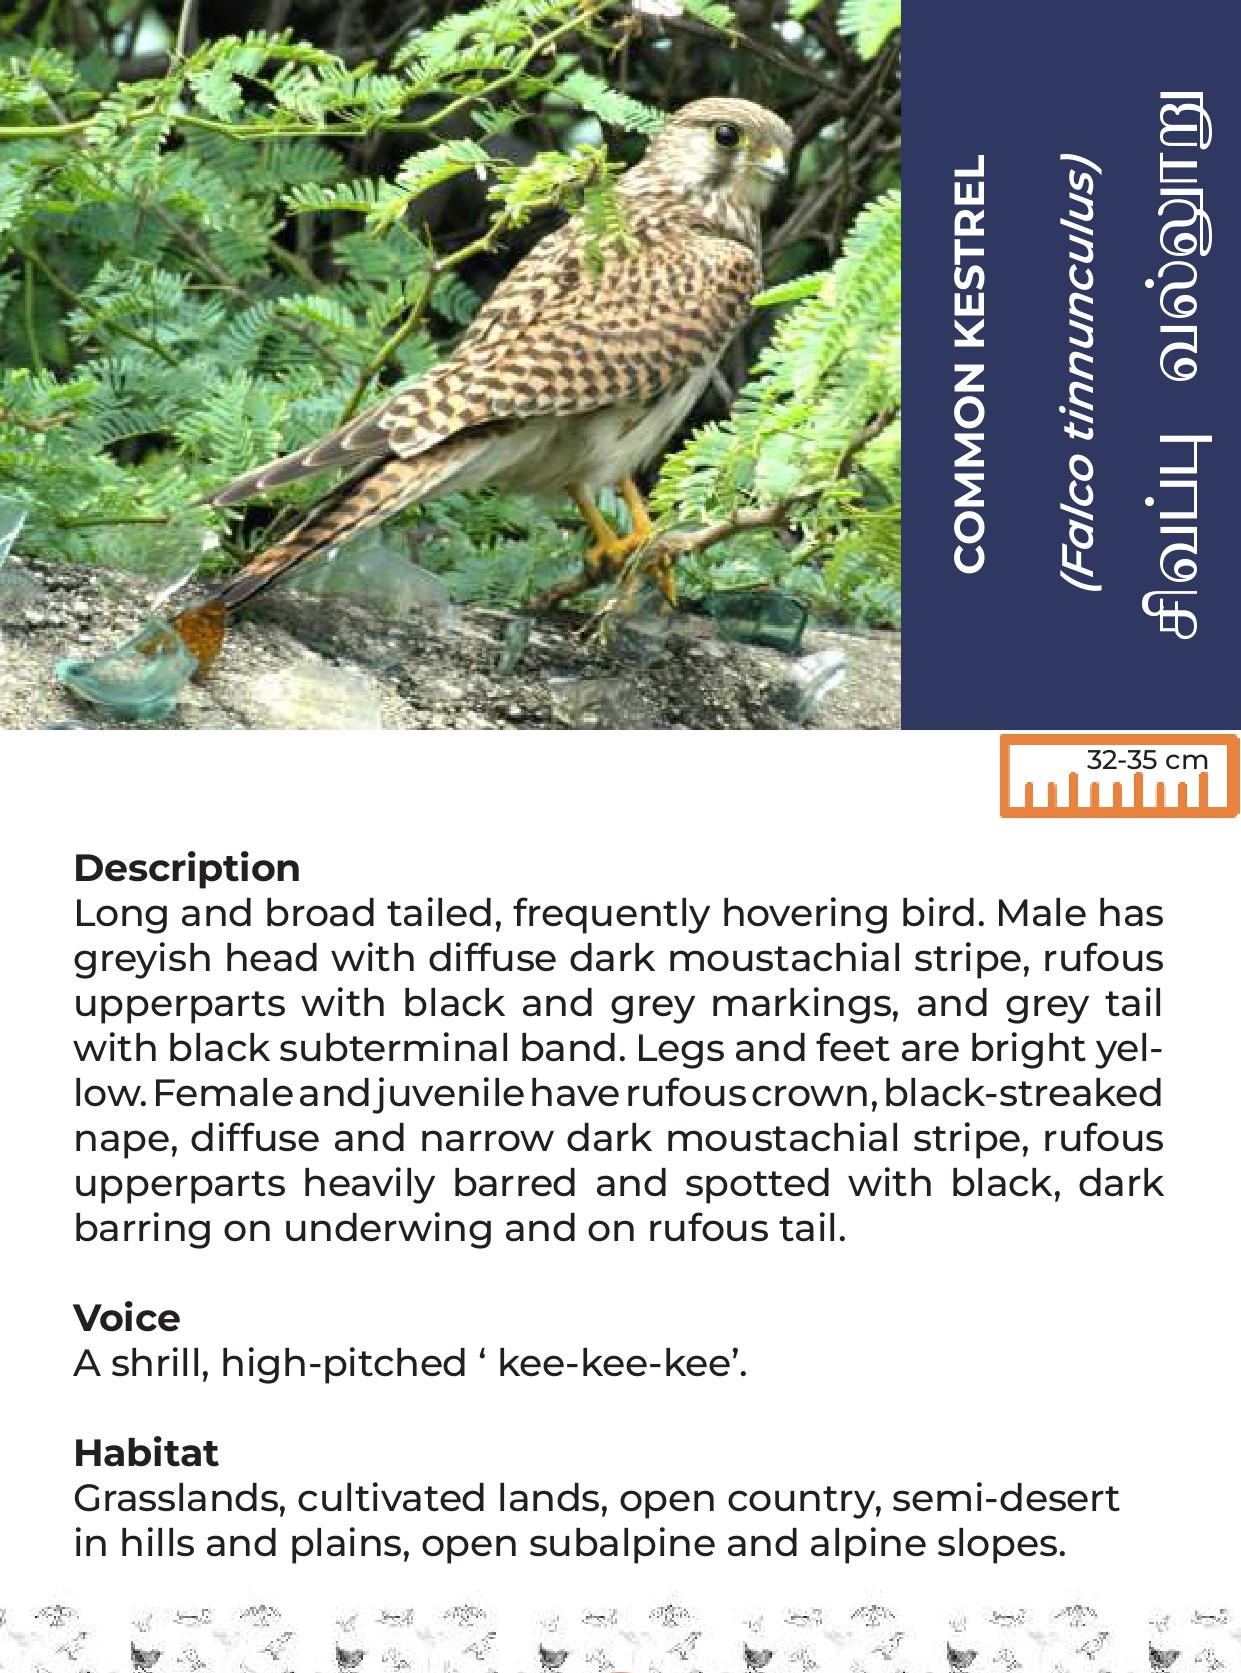 COMMON KESTREL
(Falco tinnunculus)
சிவப்பு வல்லூறு
32-35 cm
Description
Long and broad tailed, frequently hovering bird. Male has
greyish head with diffuse dark moustachial stripe, rufous
upperparts with black and grey markings, and grey tail
with black subterminal band. Legs and feet are bright yel-
low. Female and juvenile have rufous crown, black-streaked
nape, diffuse and narrow dark moustachial stripe, rufous
upperparts heavily barred and spotted with black, dark
barring on underwing and on rufous tail.
Voice
A shrill, high-pitched ‘ kee-kee-kee’.
Habitat
Grasslands, cultivated lands, open country, semi-desert
in hills and plains, open subalpine and alpine slopes.